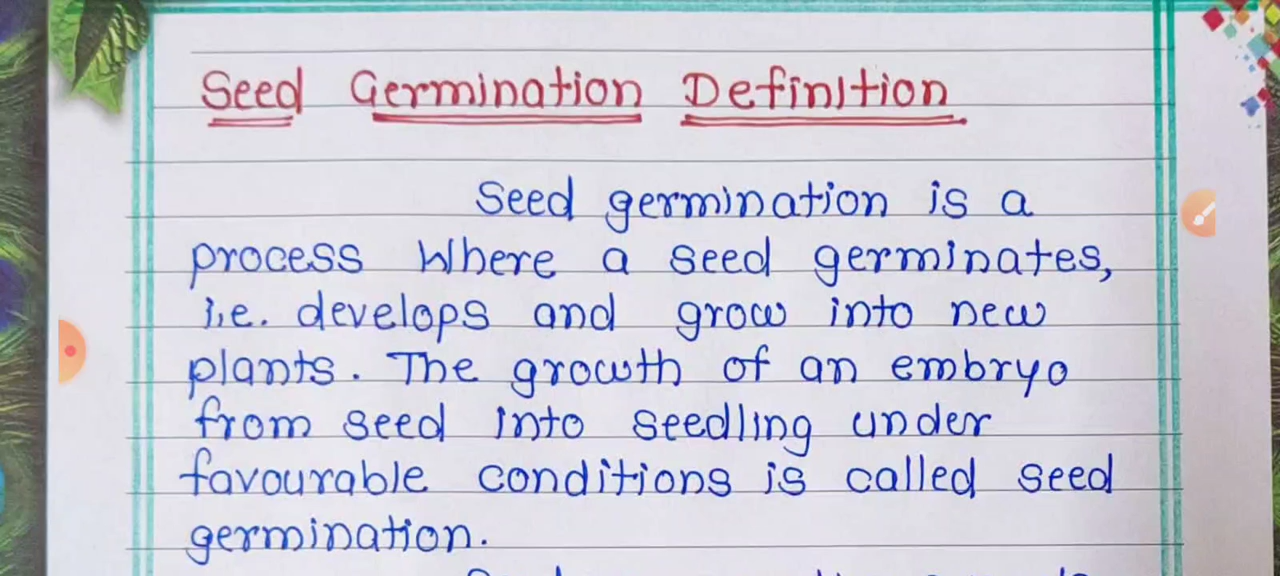 Seed Germination Definition
Seed germination is a
process where a seed germinates,
i.e. develops and grow into new
plants. The growth of an embryo
from seed into seedling under
favourable conditions is called seed
germination.